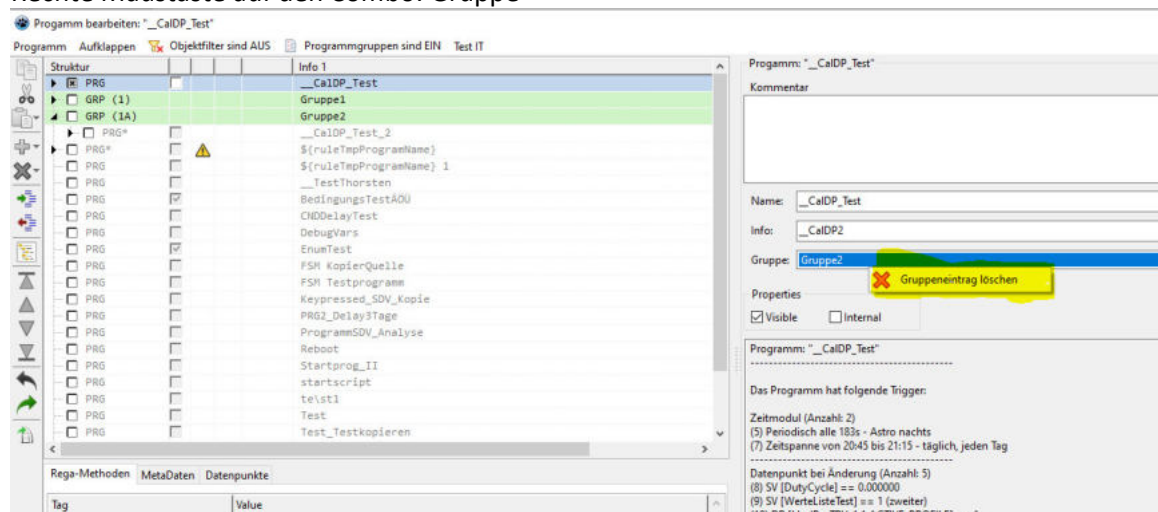 Rechte Maustaste auf den Combo: Gruppe
Progamm bearbeiten: "__CalDP_Test"
Programm Aufklappen Objektfilter sind AUS Programmgruppen sind EIN Test IT
Struktur Info 1
PRG __CalDP_Test
GRP (1) Gruppe1
GRP (1A) Gruppe2
PRG* __CalDP_Test_2
PRG* ${ruleTmpProgramName}
PRG ${ruleTmpProgramName} 1
PRG __TestThorsten
PRG BedingungsTestÄÖÜ
PRG CNDDelayTest
PRG DebugVars
PRG EnumTest
PRG FSM KopierQuelle
PRG FSM Testprogramm
PRG Keypressed_SDV_Kopie
PRG PRG2_Delay3Tage
PRG ProgrammSDV_Analyse
PRG Reboot
PRG Startprog_II
PRG startscript
PRG te\st1
PRG Test
PRG Test_Testkopieren
Rega-Methoden MetaDaten Datenpunkte
Tag Value
Progamm: "__CalDP_Test"
Kommentar
Name: __CalDP_Test
Info: __CalDP2
Gruppe: Gruppe2
Gruppeneintrag löschen
Properties
Visible Internal
Programm: "__CalDP_Test"
------------------------------------------------
Das Programm hat folgende Trigger:
Zeitmodul (Anzahl: 2)
(5) Periodisch alle 183s - Astro nachts
(7) Zeitspanne von 20:45 bis 21:15 - täglich, jeden Tag
------------------------------------------------
Datenpunkt bei Änderung (Anzahl: 5)
(8) SV [DutyCycle] == 0.000000
(9) SV [WerteListeTest] == 1 (zweiter)